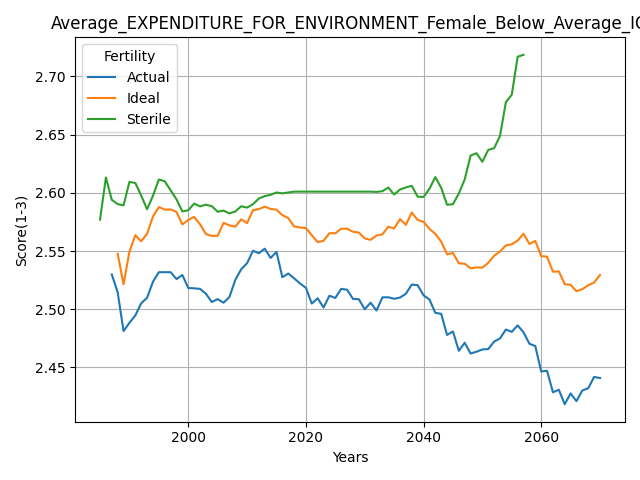 Average_EXPENDITURE_FOR_ENVIRONMENT_Female_Below_Average_IQ
Fertility
Actual
Ideal
Sterile
2.70
2.65
2.60
2.55
2.50
2.45
Score(1-3)
2000
2020
2040
2060
Years